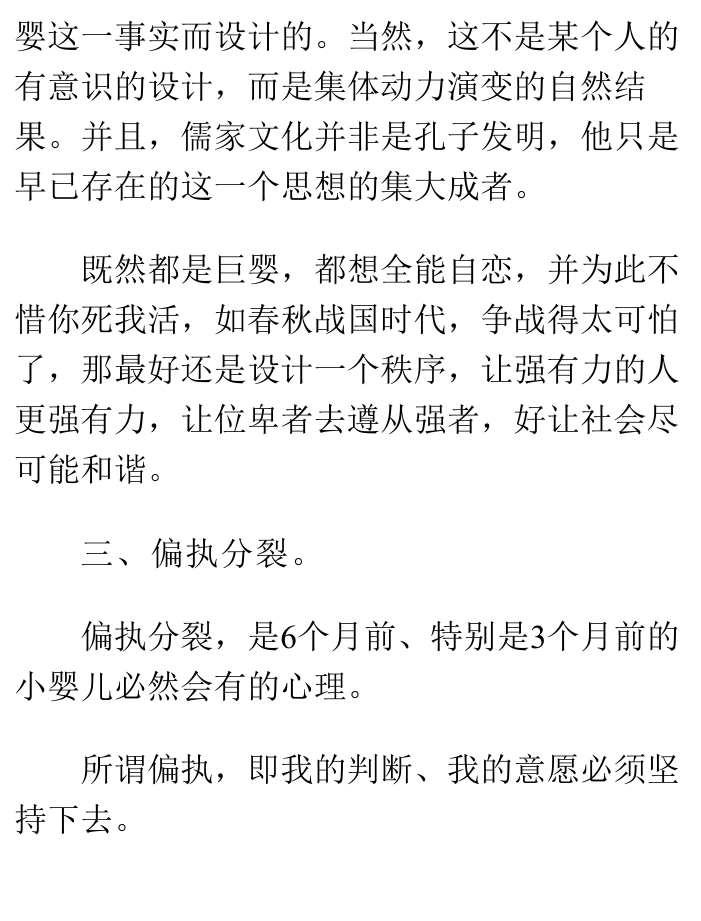 婴这一事实而设计的。当然，这不是某个人的
有意识的设计，而是集体动力演变的自然结
果。并且，儒家文化并非是孔子发明，他只是
早已存在的这一个思想的集大成者。
既然都是巨婴，都想全能自恋，并为此不
惜你死我活，如春秋战国时代，争战得太可怕
了，那最好还是设计一个秩序，让强有力的人
更强有力，让位卑者去遵从强者，好让社会尽
可能和谐。
三、偏执分裂。
偏执分裂，是6个月前、特别是3个月前的
小婴儿必然会有的心理。
所谓偏执，即我的判断、我的意愿必须坚
持下去。